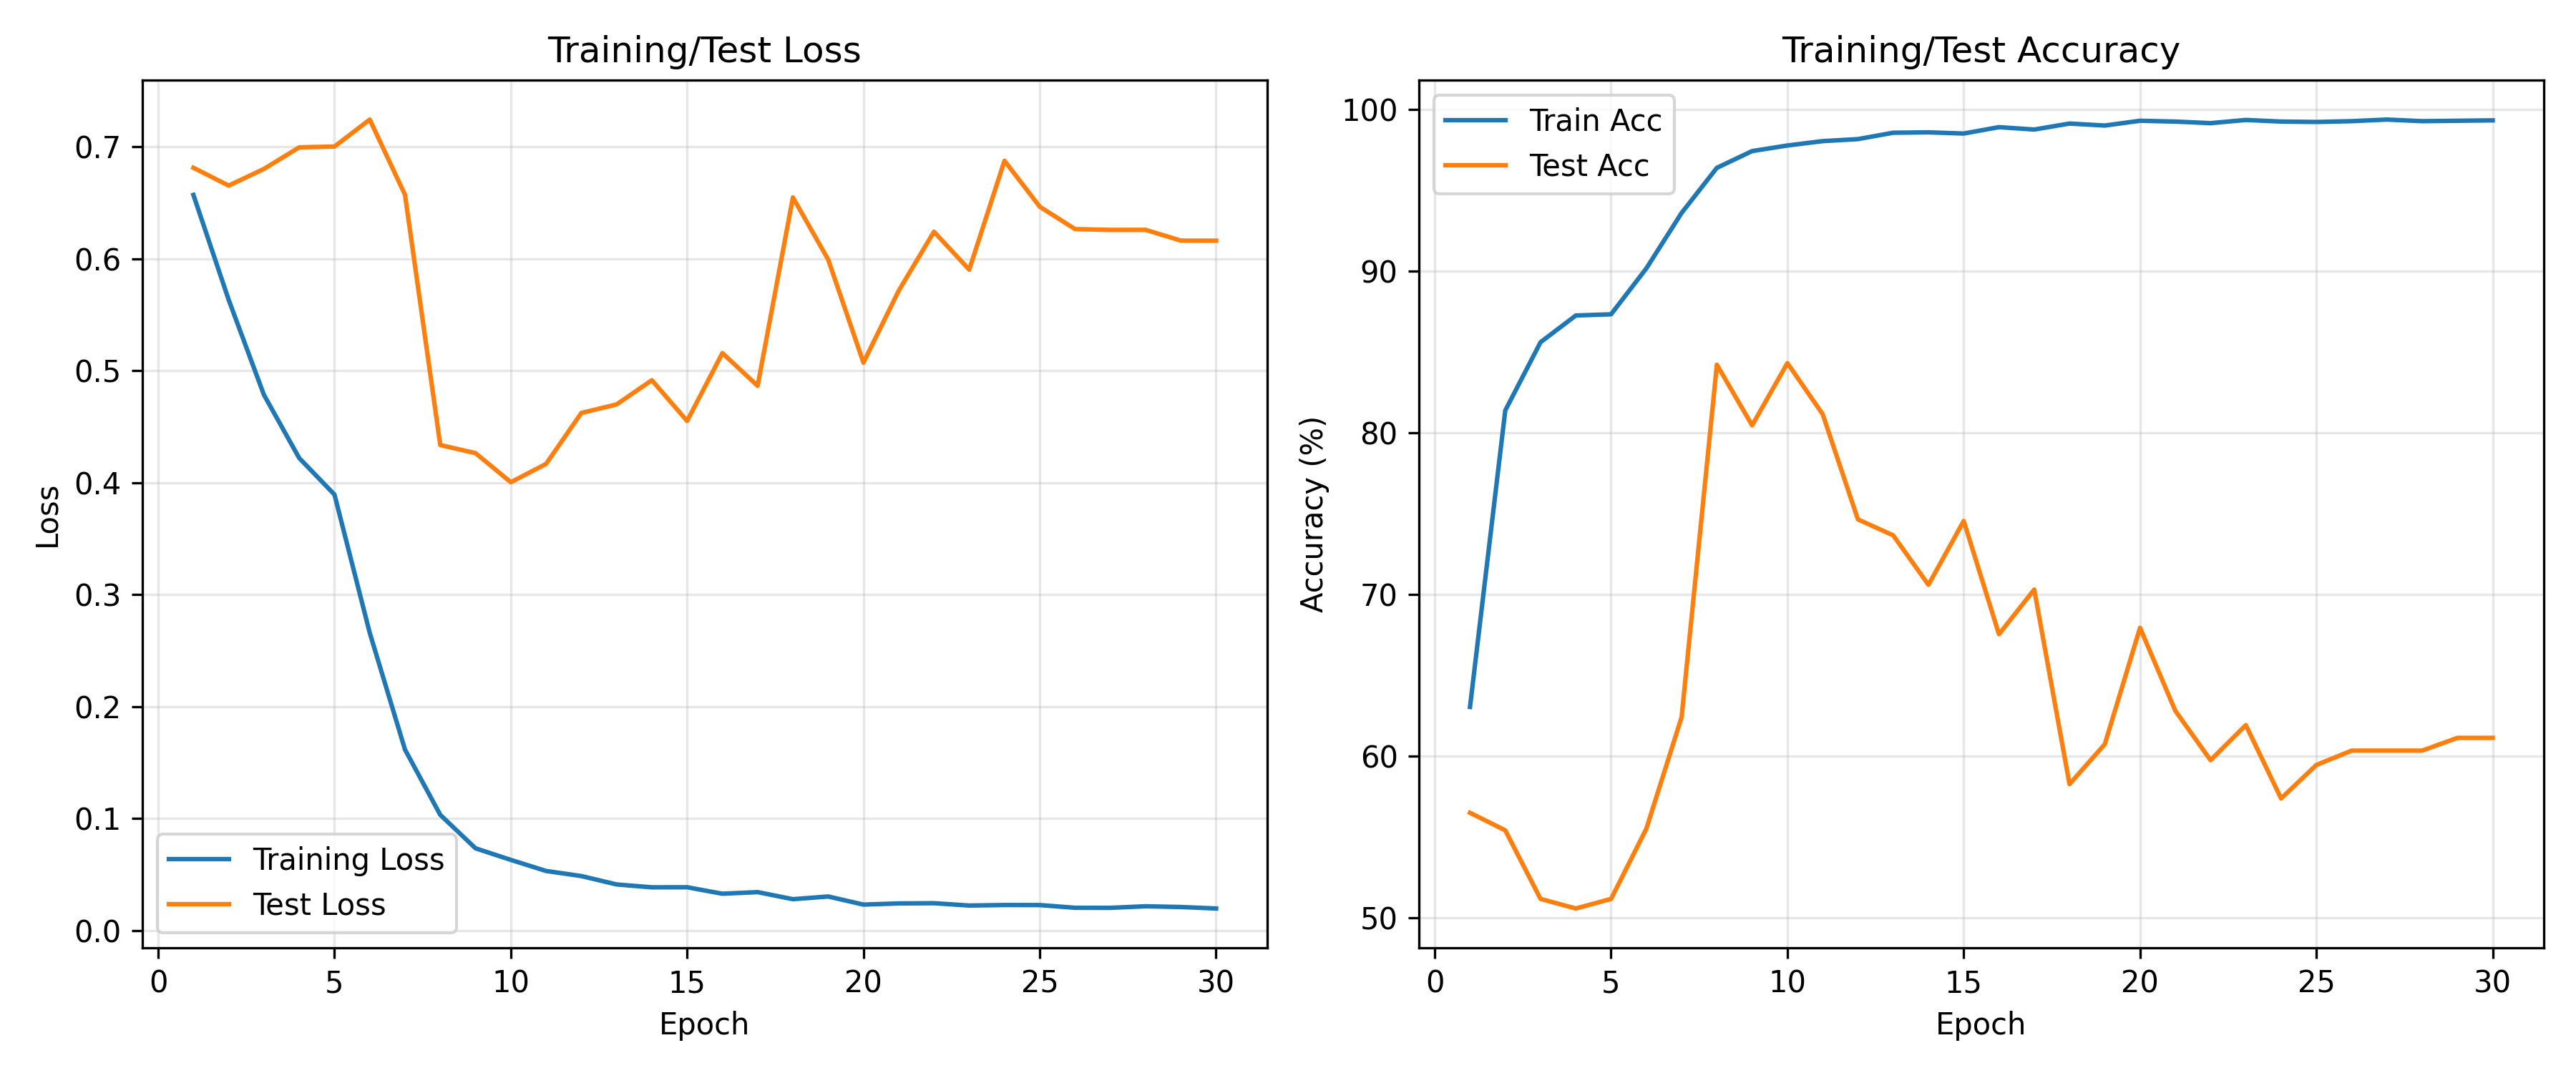 Training/Test Loss
Loss
0.7
0.6
0.5
0.4
0.3
0.2
0.1
0.0
Training Loss
Test Loss
0 5 10 15 20 25 30
Epoch
Training/Test Accuracy
Accuracy (%)
100
90
80
70
60
50
Train Acc
Test Acc
0 5 10 15 20 25 30
Epoch